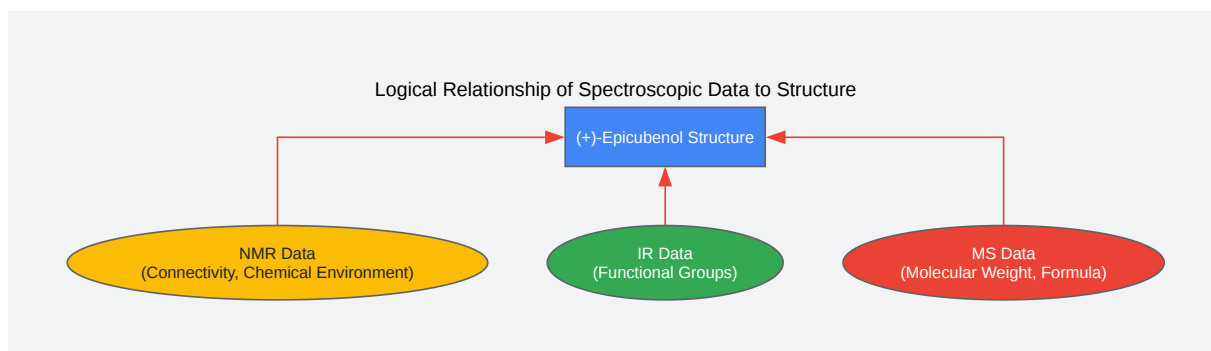 Logical Relationship of Spectroscopic Data to Structure
(+)-Epicubenol Structure
NMR Data
(Connectivity, Chemical Environment)
IR Data
(Functional Groups)
MS Data
(Molecular Weight, Formula)